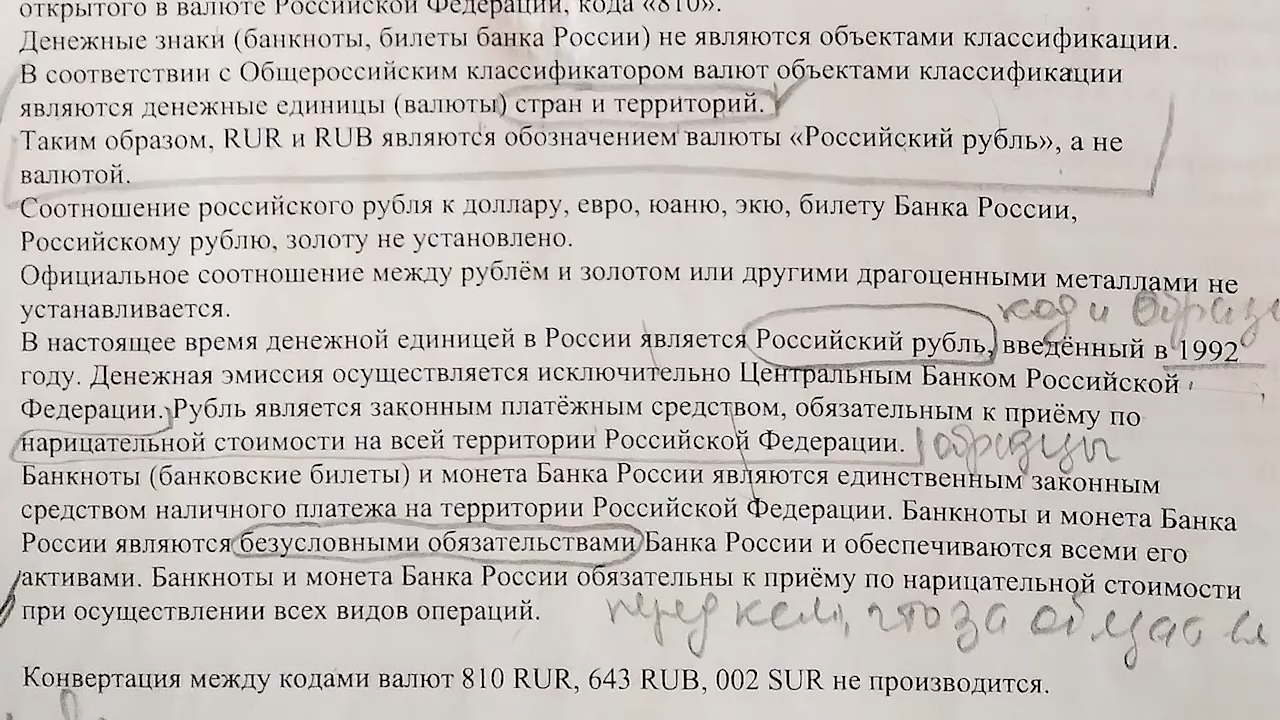 открытого в валюте Российской Федерации, кода «810».
Денежные знаки (банкноты, билеты банка России) не являются объектами классификации.
В соответствии с Общероссийским классификатором валют объектами классификации
являются денежные единицы (валюты) стран и территорий.
Таким образом, RUR и RUB являются обозначением валюты «Российский рубль», а не
валютой.
Соотношение российского рубля к доллару, евро, юаню, экю, билету Банка России,
Российскому рублю, золоту не установлено.
Официальное соотношение между рублём и золотом или другими драгоценными металлами не
устанавливается.
код и образ
В настоящее время денежной единицей в России является Российский рубль, введённый в 1992
году. Денежная эмиссия осуществляется исключительно Центральным Банком Российской
Федерации. Рубль является законным платёжным средством, обязательным к приёму по
нарицательной стоимости на всей территории Российской Федерации. образцы
Банкноты (банковские билеты) и монета Банка России являются единственным законным
средством наличного платежа на территории Российской Федерации. Банкноты и монета Банка
России являются безусловными обязательствами Банка России и обеспечиваются всеми его
активами. Банкноты и монета Банка России обязательны к приёму по нарицательной стоимости
при осуществлении всех видов операций.
перед кем, что за
Конвертация между кодами валют 810 RUR, 643 RUB, 002 SUR не производится.